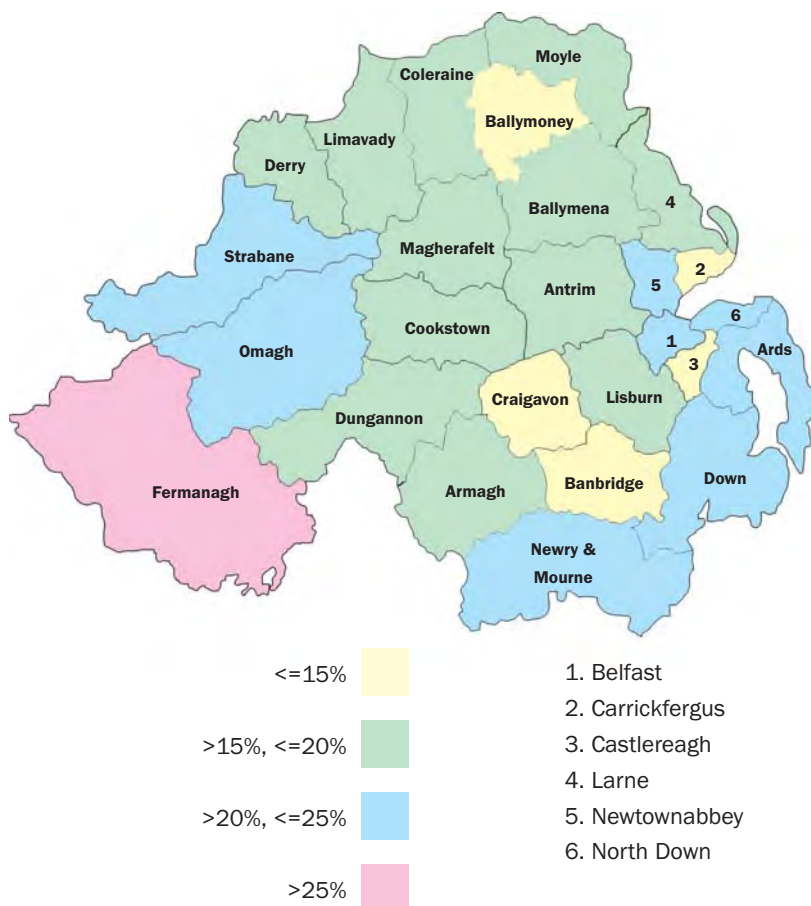 Moyle
Coleraine
Ballymoney
Limavady
Derry
Ballymena
4
Strabane
Magherafelt
2
5
Antrim
6
Cookstown
1
Omagh
Ards
3
Craigavon
Lisburn
Dungannon
Down
Fermanagh
Armagh
Banbridge
Newry &
Mourne
<=15%
>15%, <=20%
>20%, <=25%
>25%
1. Belfast
2. Carrickfergus
3. Castlereagh
4. Larne
5. Newtownabbey
6. North Down